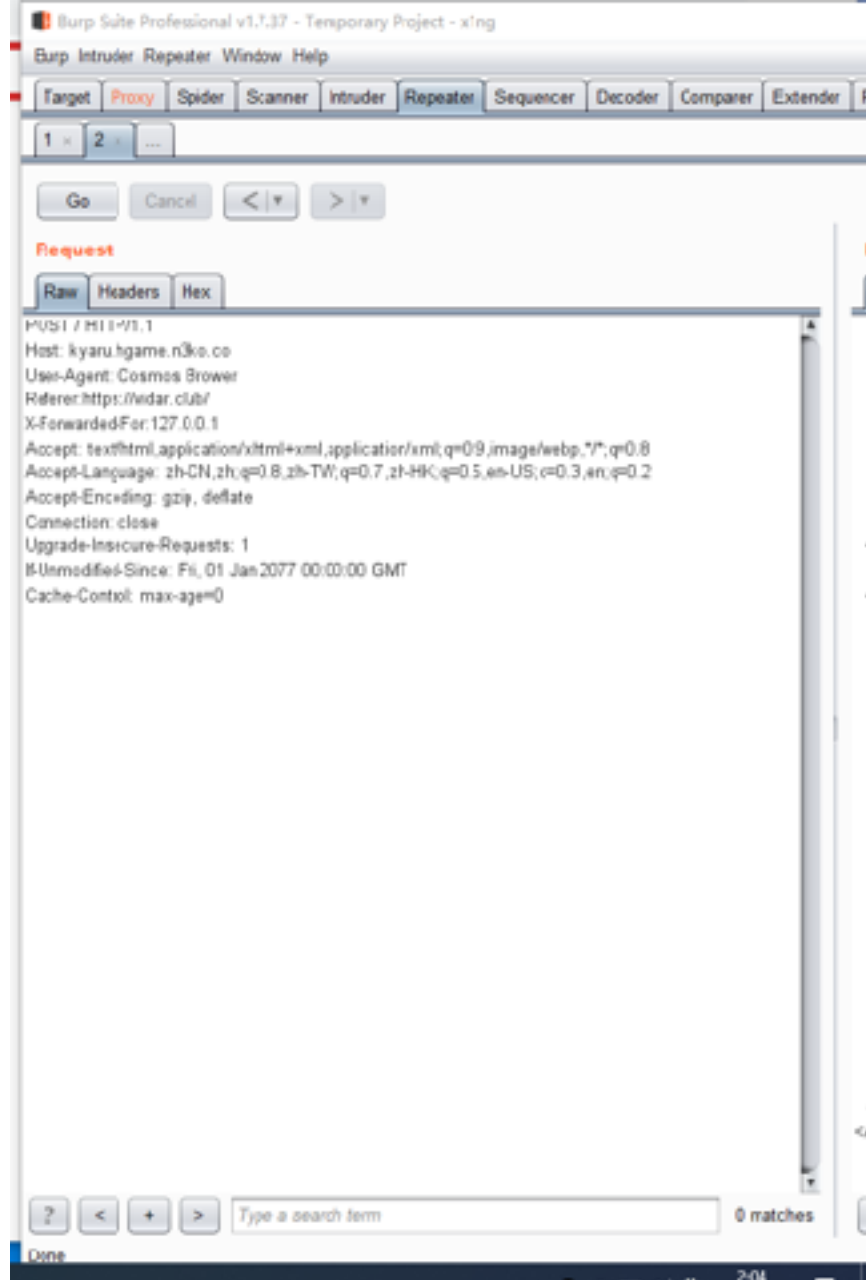 Burp Suite Professional v1.7.37 - Temporary Project - x!ng
Burp Intruder Repeater Window Help
Target Proxy Spider Scanner Intruder Repeater Sequencer Decoder Comparer Extender
1 × 2 × ...
Go Cancel < ▼ > ▼
Request
Raw Headers Hex
POST / HTTP/1.1
Host: kyaru.hgame.n3ko.co
User-Agent: Cosmos Brower
Referer:https://vidar.club/
X-Forwarded-For:127.0.0.1
Accept: text/html,application/xhtml+xml,application/xml;q=0.9,image/webp,*/*;q=0.8
Accept-Language: zh-CN,zh;q=0.8,zh-TW;q=0.7,zh-HK;q=0.5,en-US;q=0.3,en;q=0.2
Accept-Encoding: gzip, deflate
Connection: close
Upgrade-Insecure-Requests: 1
If-Unmodified-Since: Fri, 01 Jan 2077 00:00:00 GMT
Cache-Control: max-age=0
? < + > Type a search term 0 matches
Done